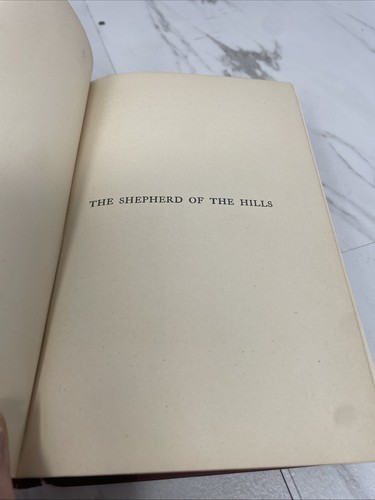 THE SHEPHERD OF THE HILLS